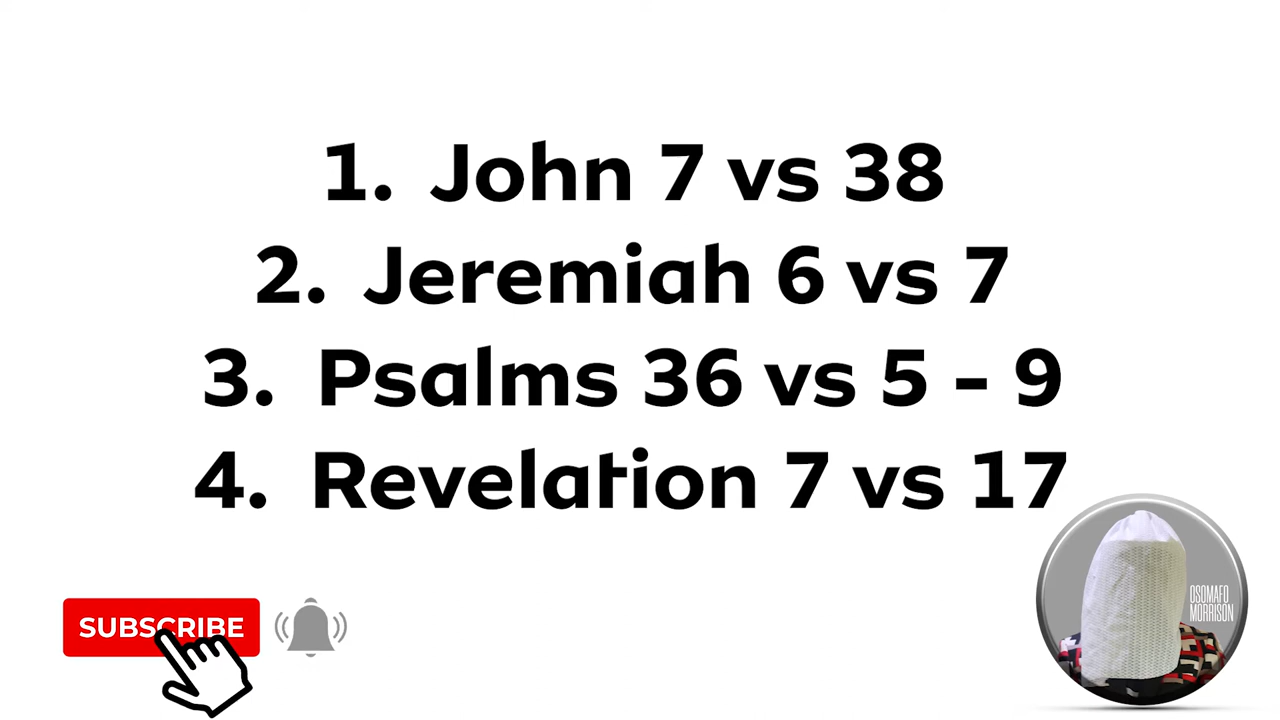 1. John 7 vs 38
2. Jeremiah 6 vs 7
3. Psalms 36 vs 5 - 9
4. Revelation 7 vs 17
SUBSCRIBE
OSOMAFO
MORRISON